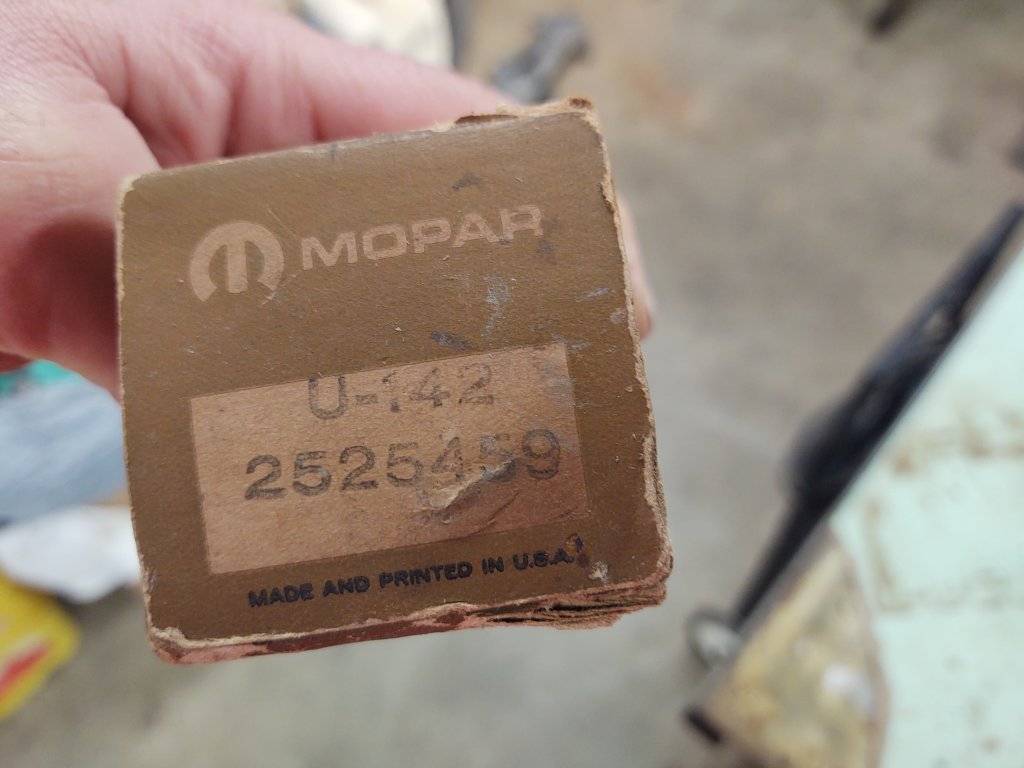 MOPAR
U-142
2525459
MADE AND PRINTED IN U.S.A.